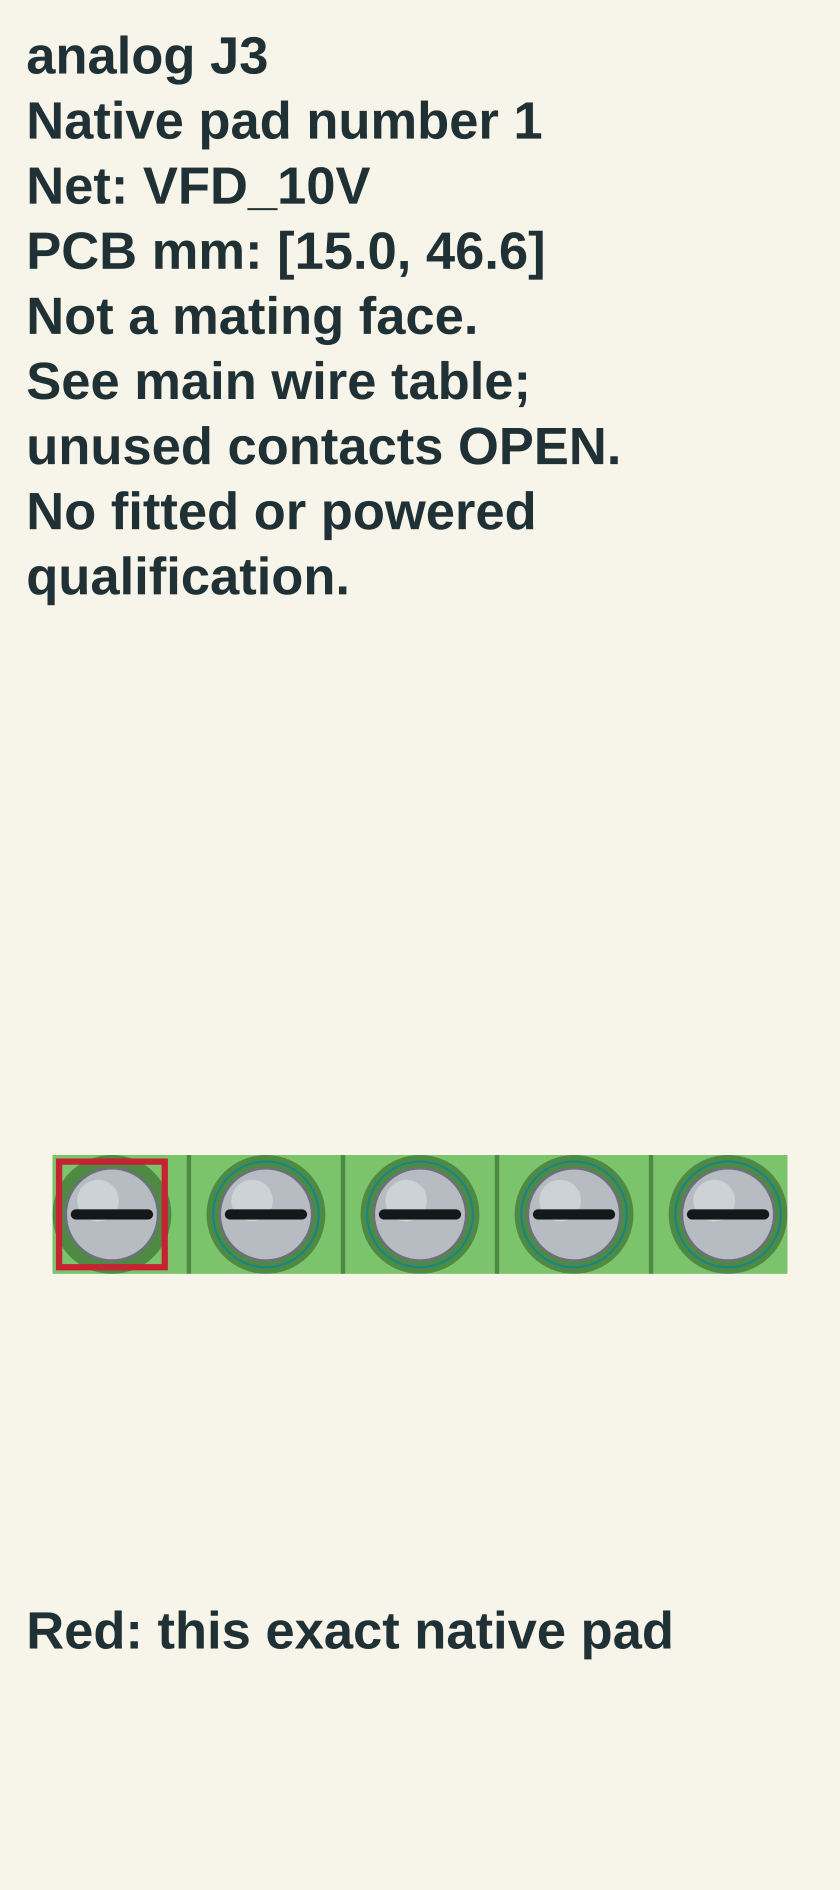 analog J3
Native pad number 1
Net: VFD_10V
PCB mm: [15.0, 46.6]
Not a mating face.
See main wire table;
unused contacts OPEN.
No fitted or powered
qualification.
Red: this exact native pad